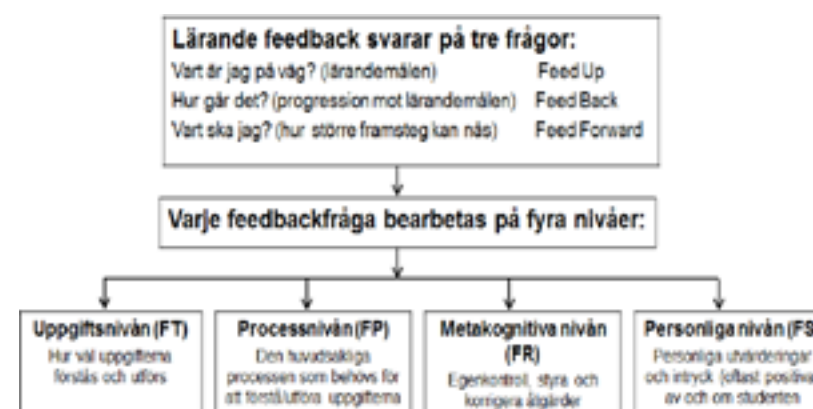 Lärande feedback svarar på tre frågor:
Vart är jag på väg? (lärandemålen) Feed Up
Hur går det? (progression mot lärandemålen) Feed Back
Vart ska jag? (hur större framsteg kan nås) Feed Forward
Varje feedbackfråga bearbetas på fyra nivåer:
Uppgiftsnivån (FT)
Hur väl uppgifterna
förstås och utförs
Processnivån (FP)
Den huvudsakliga
processen som behövs för
att förstå/utföra uppgifterna
Metakognitiva nivån
(FR)
Egenkontroll, styra och
korrigera åtgärder
Personliga nivån (FS
Personliga utvärderingar
och intryck (oftast positiva
av och om studenten